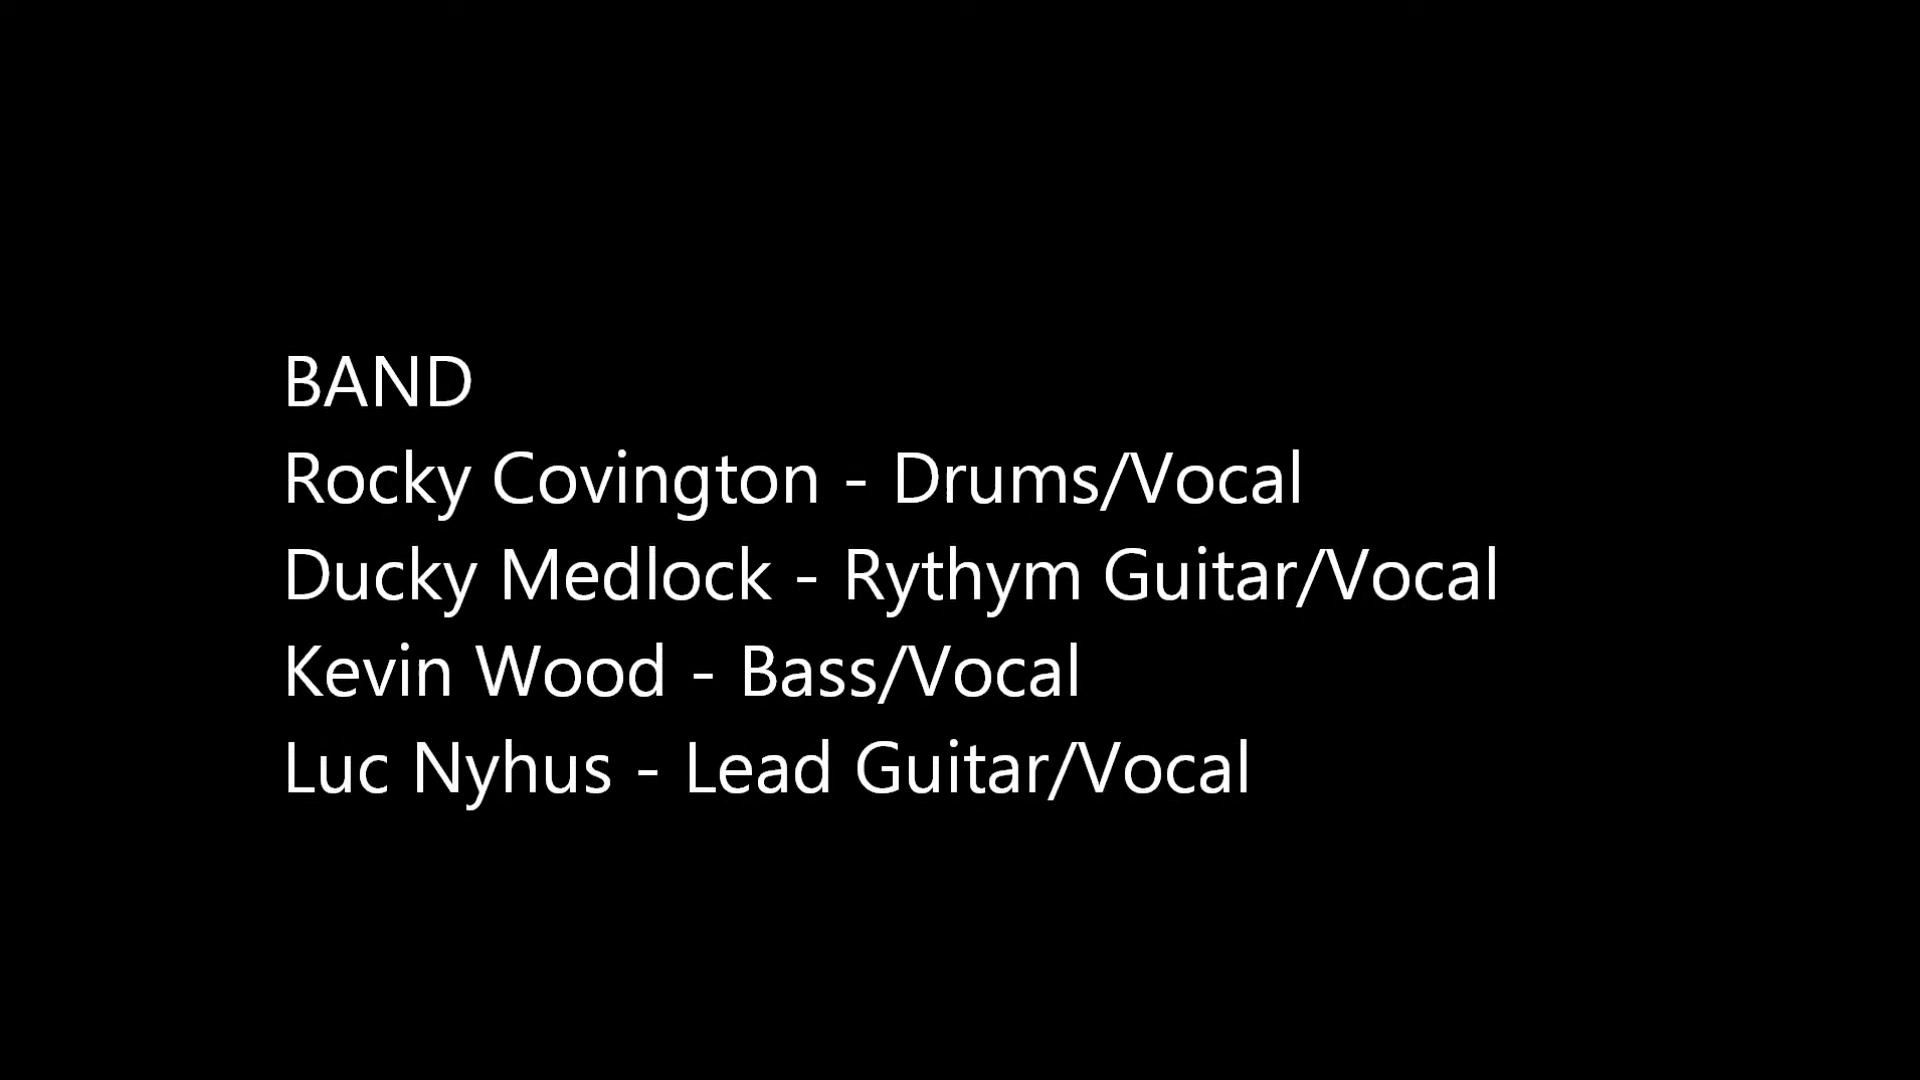 BAND
Rocky Covington - Drums/Vocal
Ducky Medlock - Rythym Guitar/Vocal
Kevin Wood - Bass/Vocal
Luc Nyhus - Lead Guitar/Vocal